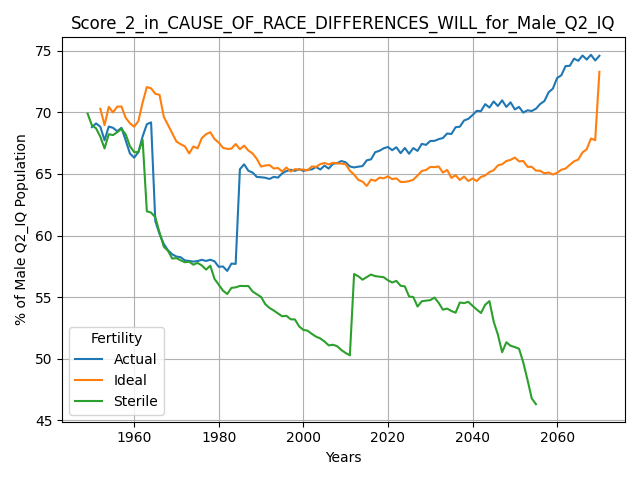 Score_2_in_CAUSE_OF_RACE_DIFFERENCES_WILL_for_Male_Q2_IQ
% of Male Q2_IQ Population
75
70
65
60
55
50
45
Fertility
Actual
Ideal
Sterile
1960 1980 2000 2020 2040 2060
Years